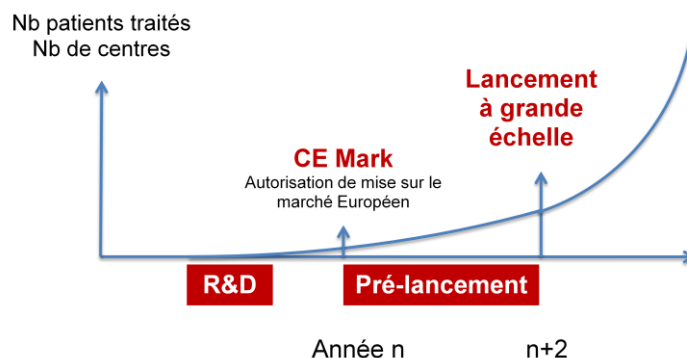 Nb patients traités
Nb de centres
Lancement
à grande
échelle
CE Mark
Autorisation de mise sur le
marché Européen
R&D
Pré-lancement
Année n
n+2